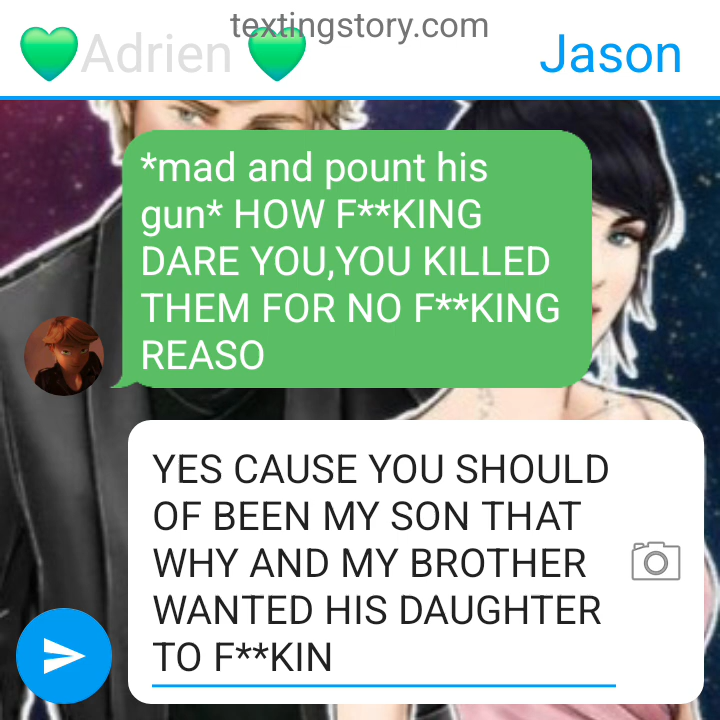 textingstory.com
💚Adrien 💚 Jason
*mad and pount his
gun* HOW F**KING
DARE YOU,YOU KILLED
THEM FOR NO F**KING
REASO
YES CAUSE YOU SHOULD
OF BEEN MY SON THAT
WHY AND MY BROTHER
WANTED HIS DAUGHTER
TO F**KIN